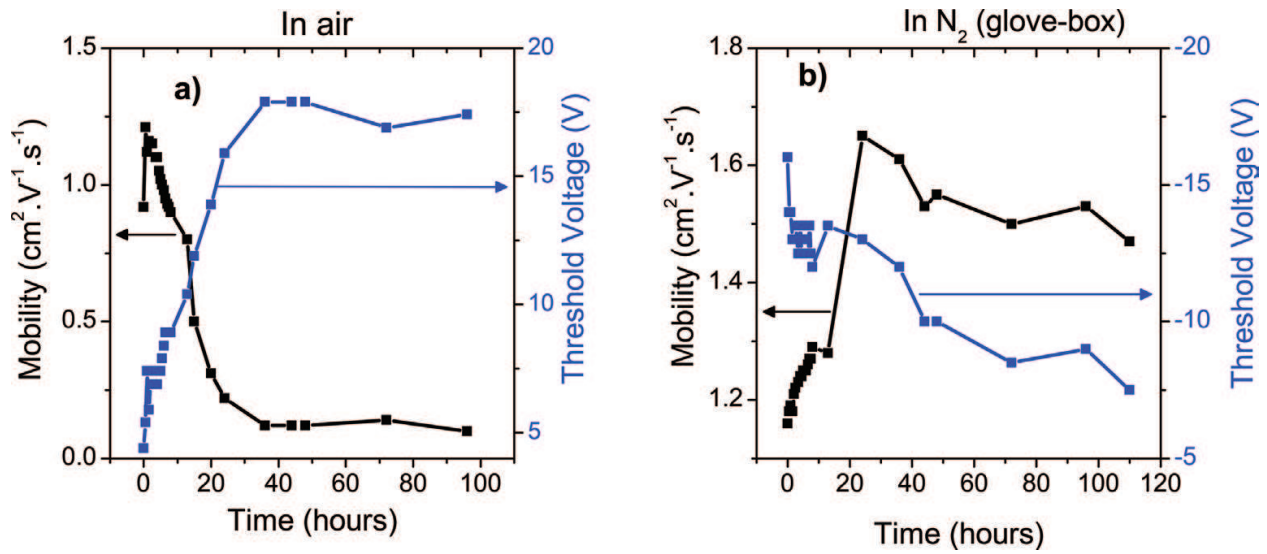 In air
a)
1.5
1.0
0.5
0.0
Mobility (cm².V⁻¹.s⁻¹)
20
15
10
5
Threshold Voltage (V)
0 20 40 60 80 100
Time (hours)
In N₂ (glove-box)
b)
1.8
1.6
1.4
1.2
Mobility (cm².V⁻¹.s⁻¹)
-20
-15
-10
-5
Threshold Voltage (V)
0 20 40 60 80 100 120
Time (hours)